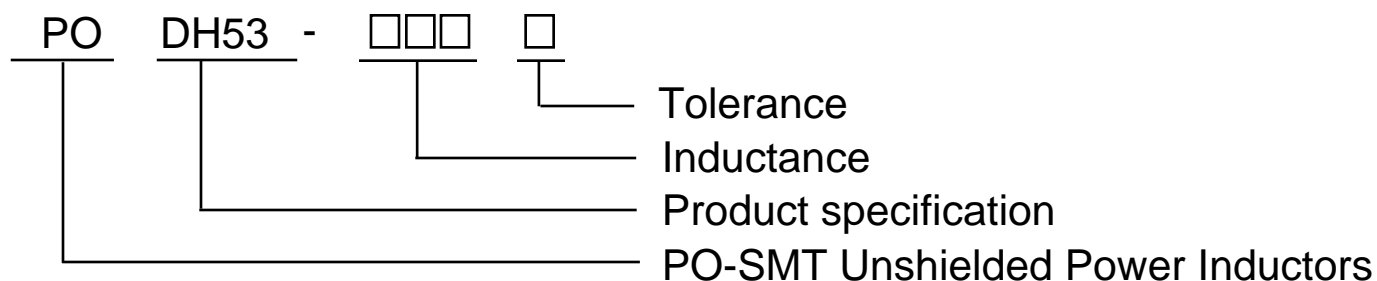 PO DH53 - □□□ □
Tolerance
Inductance
Product specification
PO-SMT Unshielded Power Inductors